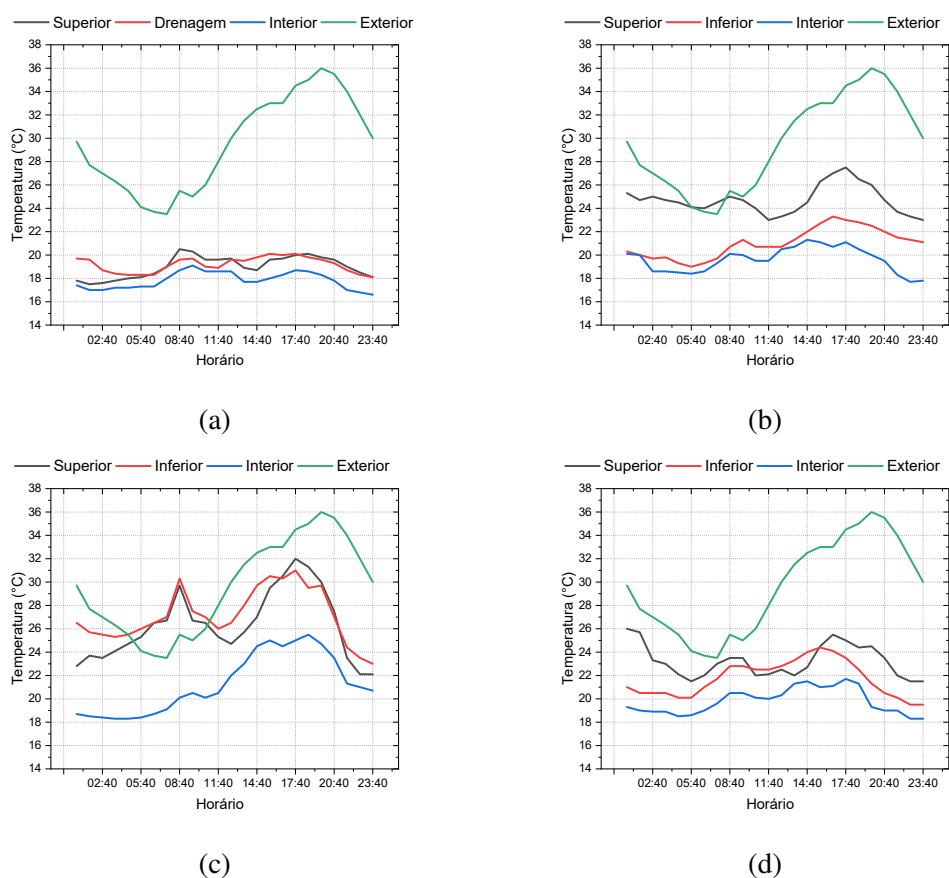 Superior Drenagem Interior Exterior
38
36
34
32
30
28
26
24
22
20
18
16
14
Temperatura (°C)
02:40 05:40 08:40 11:40 14:40 17:40 20:40 23:40
Horário
(a)
Superior Inferior Interior Exterior
38
36
34
32
30
28
26
24
22
20
18
16
14
Temperatura (°C)
02:40 05:40 08:40 11:40 14:40 17:40 20:40 23:40
Horário
(b)
Superior Inferior Interior Exterior
38
36
34
32
30
28
26
24
22
20
18
16
14
Temperatura (°C)
02:40 05:40 08:40 11:40 14:40 17:40 20:40 23:40
Horário
(c)
Superior Inferior Interior Exterior
38
36
34
32
30
28
26
24
22
20
18
16
14
Temperatura (°C)
02:40 05:40 08:40 11:40 14:40 17:40 20:40 23:40
Horário
(d)